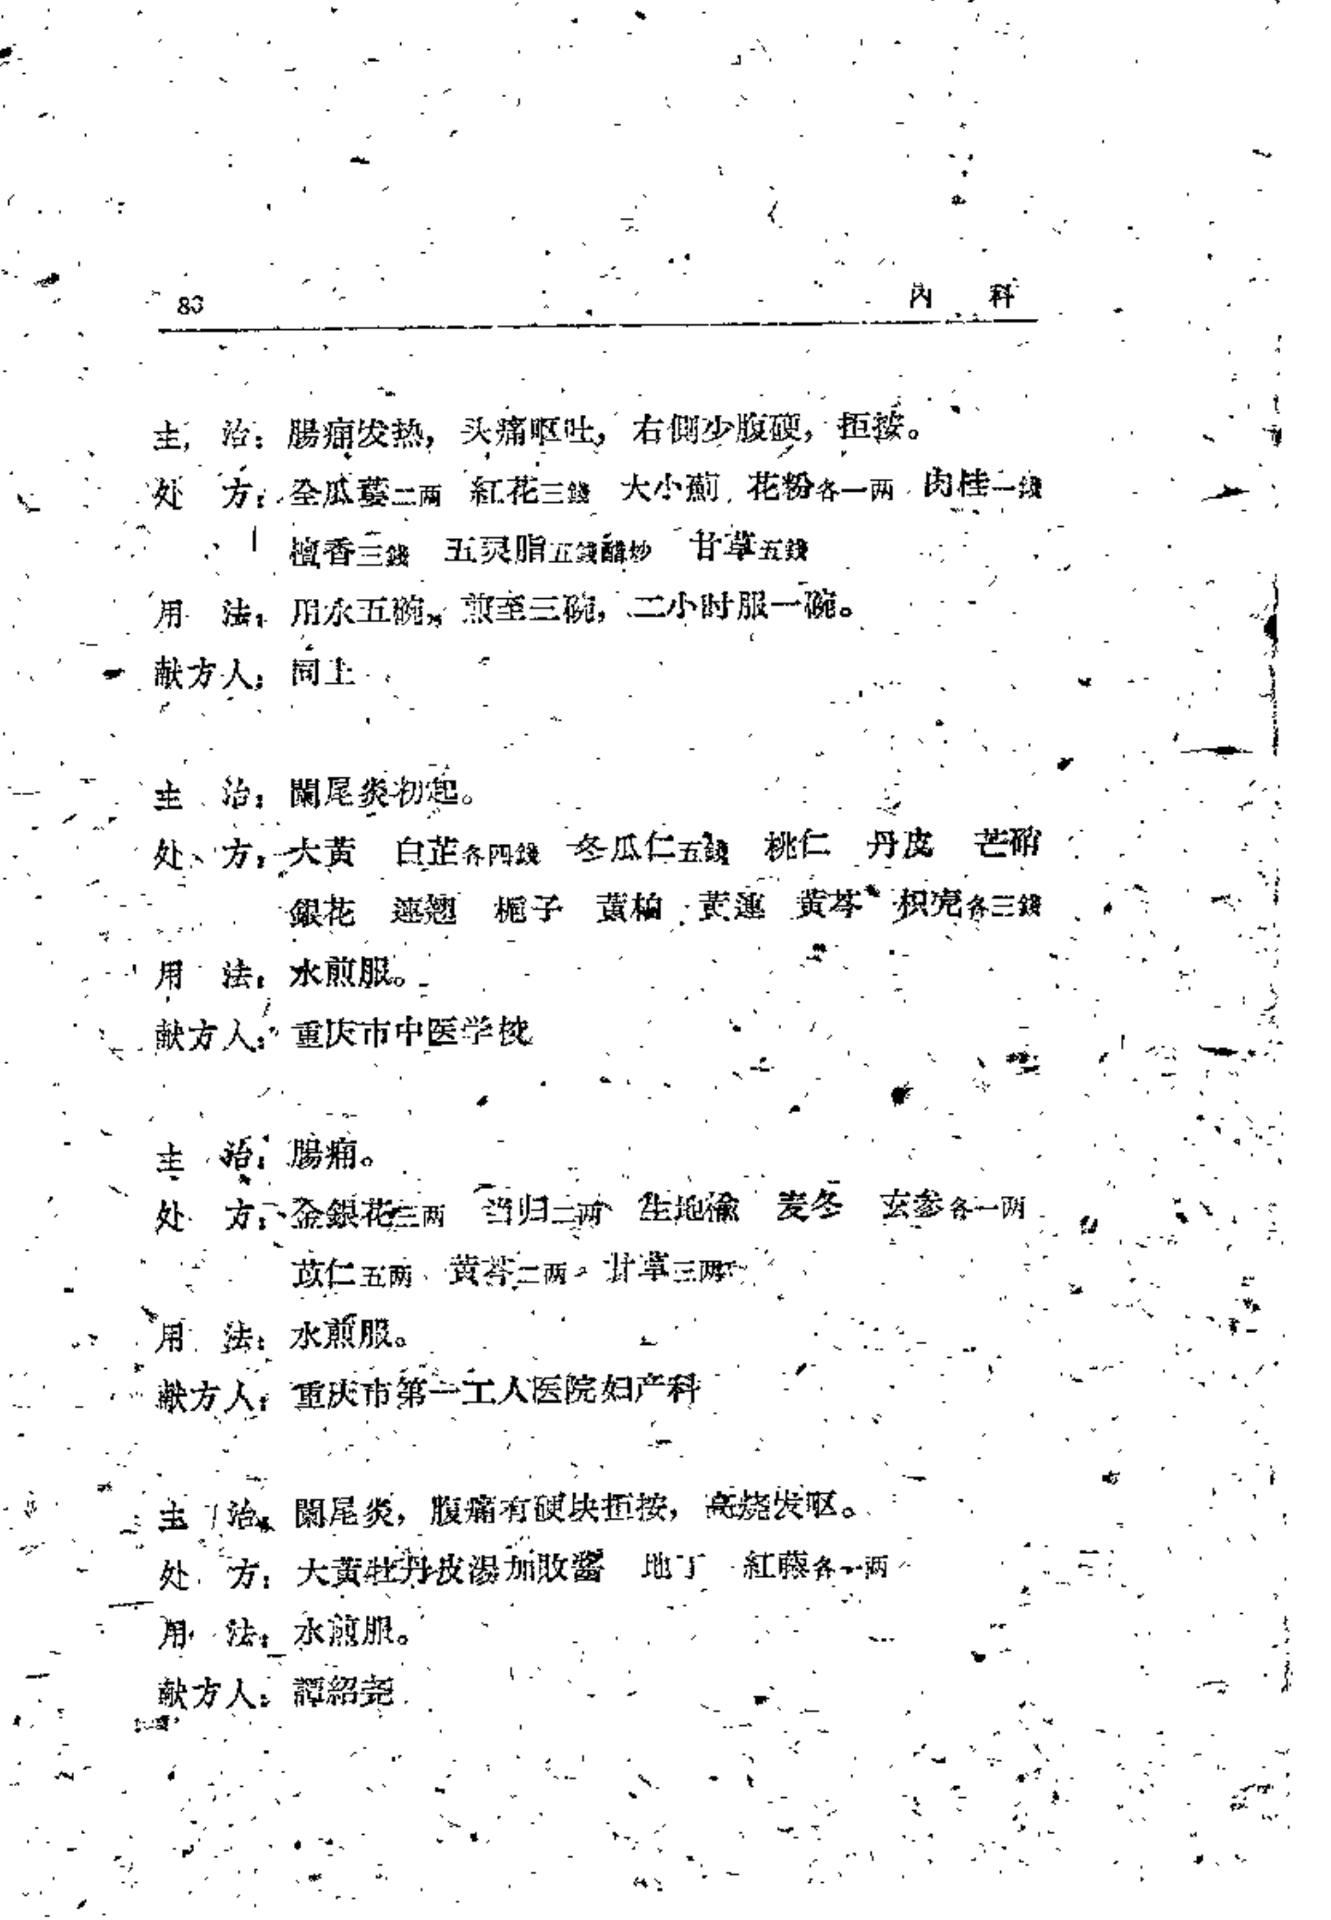 内　科
主　治：腸痈发热，头痛呕吐，右側少腹硬，拒按。
处　方：全瓜蔞二两　紅花三錢　大小薊　花粉各一两　肉桂一錢
檀香三錢　五灵脂五錢醋炒　甘草五錢
用　法：用水五碗，煎至三碗，二小时服一碗。
献方人：同上
主　治：闌尾炎初起。
处　方：大黄　白芷各四錢　冬瓜仁五錢　桃仁　丹皮　芒硝
銀花　連翘　梔子　黄柏　黄連　黄芩　枳壳各三錢
用　法：水煎服。
献方人：重庆市中医学校
主　治：腸痈。
处　方：金銀花三两　当归二两　生地榆　麦冬　玄参各一两
苡仁五两　黄芩二两　甘草三两
用　法：水煎服。
献方人：重庆市第一工人医院妇产科
主　治：闌尾炎，腹痛有硬块拒按，高烧发呕。
处　方：大黄牡丹皮湯加敗醬　地丁　紅藤各一两
用　法：水煎服。
献方人：譚紹尧